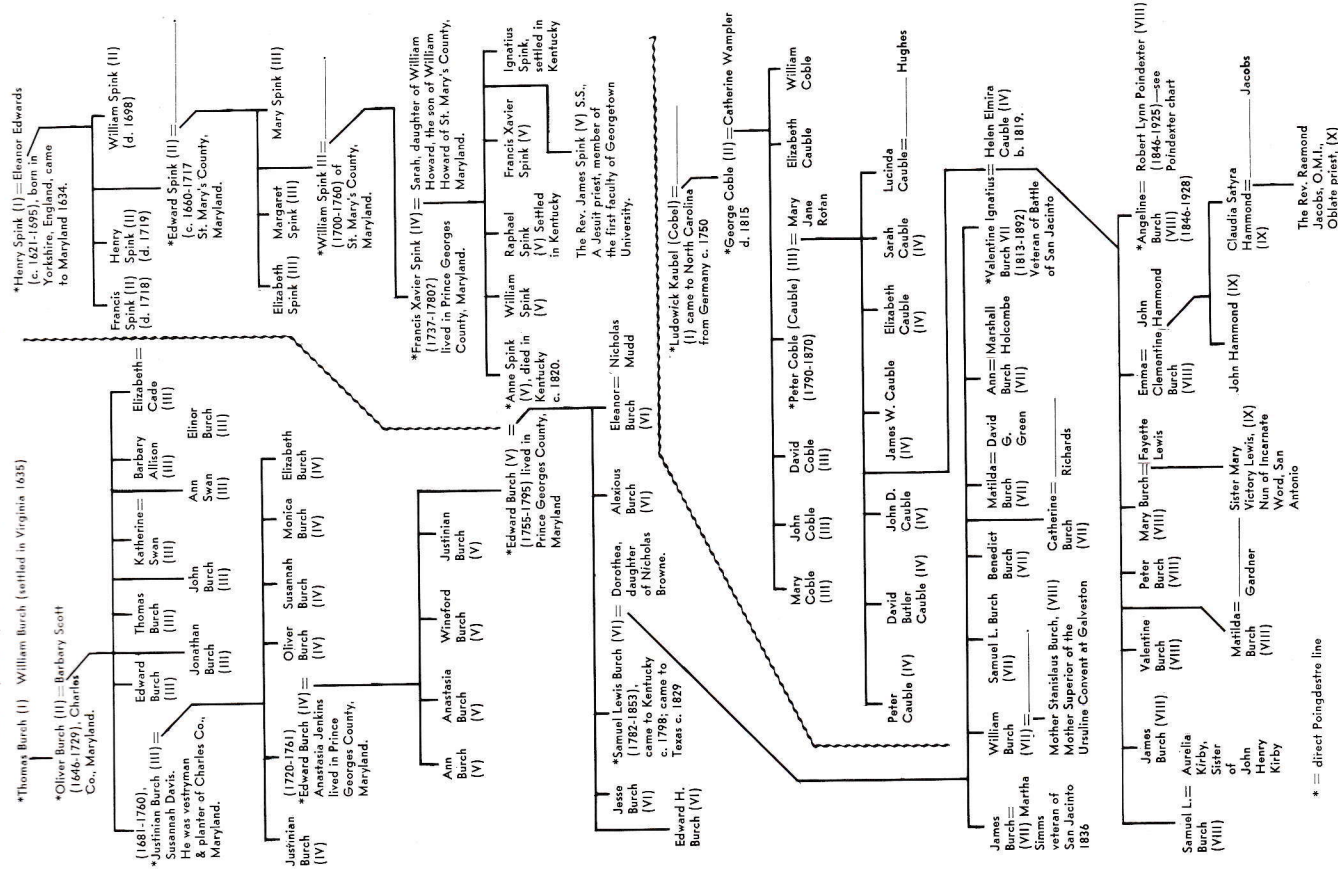 *Thomas Burch (I)    William Burch (settled in Virginia 1635)
*Oliver Burch (II) = Barbary Scott
(1646-1729), Charles
Co., Maryland.
Edward
Burch
(III)
Thomas
Burch
(III)
Katherine=
Swan
(III)
Barbary
Allison
(III)
Elizabeth=
Cade
(III)
Jonathan
Burch
(III)
John
Burch
(III)
Ann
Swan
(III)
Elinor
Burch
(III)
(1681-1760),
*Justinian Burch (III)=
Susannah Davis.
He was vestryman
& planter of Charles Co.,
Maryland.
Justinian
Burch
(IV)
(1720-1761)
*Edward Burch (IV)=
Anastasia Jenkins
lived in Prince
Georges County,
Maryland.
Oliver
Burch
(IV)
Susannah
Burch
(IV)
Monica
Burch
(IV)
Elizabeth
Burch
(IV)
Ann
Burch
(V)
Anastasia
Burch
(V)
Wineford
Burch
(V)
Justinian
Burch
(V)
*Edward Burch (V) =
(1755-1795) lived in
Prince Georges County,
Maryland
*Henry Spink (I)=Eleanor Edwards
(c. 1621-1695), born in
Yorkshire, England, came
to Maryland 1634.
Francis
Spink (II)
(d. 1718)
Henry
Spink (II)
(d. 1719)
William Spink (II)
(d. 1698)
*Edward Spink (II)=
(c. 1660-1717
St. Mary's County,
Maryland.
Elizabeth
Spink (III)
Margaret
Spink (III)
Mary Spink (III)
*William Spink III=
(1700-1760) of
St. Mary's County,
Maryland.
*Francis Xavier Spink (IV)=
(1737-1780?)
lived in Prince Georges
County, Maryland.
Sarah, daughter of William
Howard, the son of William
Howard of St. Mary's County,
Maryland.
*Anne Spink
(V), died in
Kentucky
c. 1820.
William
Spink
(V)
Raphael
Spink
(V) Settled
in Kentucky
Francis Xavier
Spink (V)
Ignatius
Spink,
settled in
Kentucky
The Rev. James Spink (V) S.S.,
A Jesuit priest, member of
the first faculty of Georgetown
University.
Jesse
Burch
(VI)
Edward H.
Burch (VI)
*Samuel Lewis Burch (VI)=
(1782-1853),
came to Kentucky
c. 1798; came to
Texas c. 1829
Dorothea,
daughter
of Nicholas
Browne.
Alexious
Burch
(VI)
Eleanor=
Burch
(VI)
Nicholas
Mudd
*Ludowick Kaubel (Cobel)=
(I) came to North Carolina
from Germany c. 1750
*George Coble (II)=Catherine Wampler
d. 1815
Mary
Coble
(III)
John
Coble
(III)
David
Coble
(III)
*Peter Coble (Cauble) (III)=
(1790-1870)
Mary
Jane
Rotan
Elizabeth
Cauble
William
Coble
Peter
Cauble (IV)
David
Butler
Cauble (IV)
John D.
Cauble
(IV)
James W. Cauble
(IV)
Elizabeth
Cauble
(IV)
Sarah
Cauble
(IV)
Lucinda
Cauble=
Hughes
James
Burch=
(VII) Martha
Simms
veteran of
San Jacinto
1836
William
Burch
(VII)=
Mother Stanislaus Burch, (VIII)
Mother Superior of the
Ursuline Convent at Galveston
Samuel L. Burch
(VII)
Benedict
Burch
(VII)
Catherine=
Burch
(VII)
Richards
Matilda=
Burch
(VII)
David
G.
Green
Ann=
Burch
(VII)
Marshall
Holcombe
*Valentine Ignatius=
Burch VII
(1813-1892)
Veteran of Battle
of San Jacinto
Helen Elmira
Cauble (IV)
b. 1819.
Samuel L.=
Burch
(VIII)
Aurelia
Kirby,
Sister
of
John
Henry
Kirby
James
Burch (VIII)
Valentine
Burch
(VIII)
Matilda=
Burch
(VIII)
Gardner
Peter
Burch
(VIII)
Mary Burch=
(VIII)
Fayette
Lewis
Sister Mary
Victory Lewis, (IX)
Nun of Incarnate
Word, San
Antonio
Emma=
Clementine
Burch
(VIII)
John
Hammond
John Hammond (IX)
Claudia Satyra
Hammond=
(IX)
Jacobs
The Rev. Raemond
Jacobs, O.M.I.,
Oblate priest, (IX)
*Angeline=
Burch
(VIII)
(1846-1928)
Robert Lynn Poindexter (VIII)
(1846-1925)—see
Poindexter chart
* = direct Poingdestre line